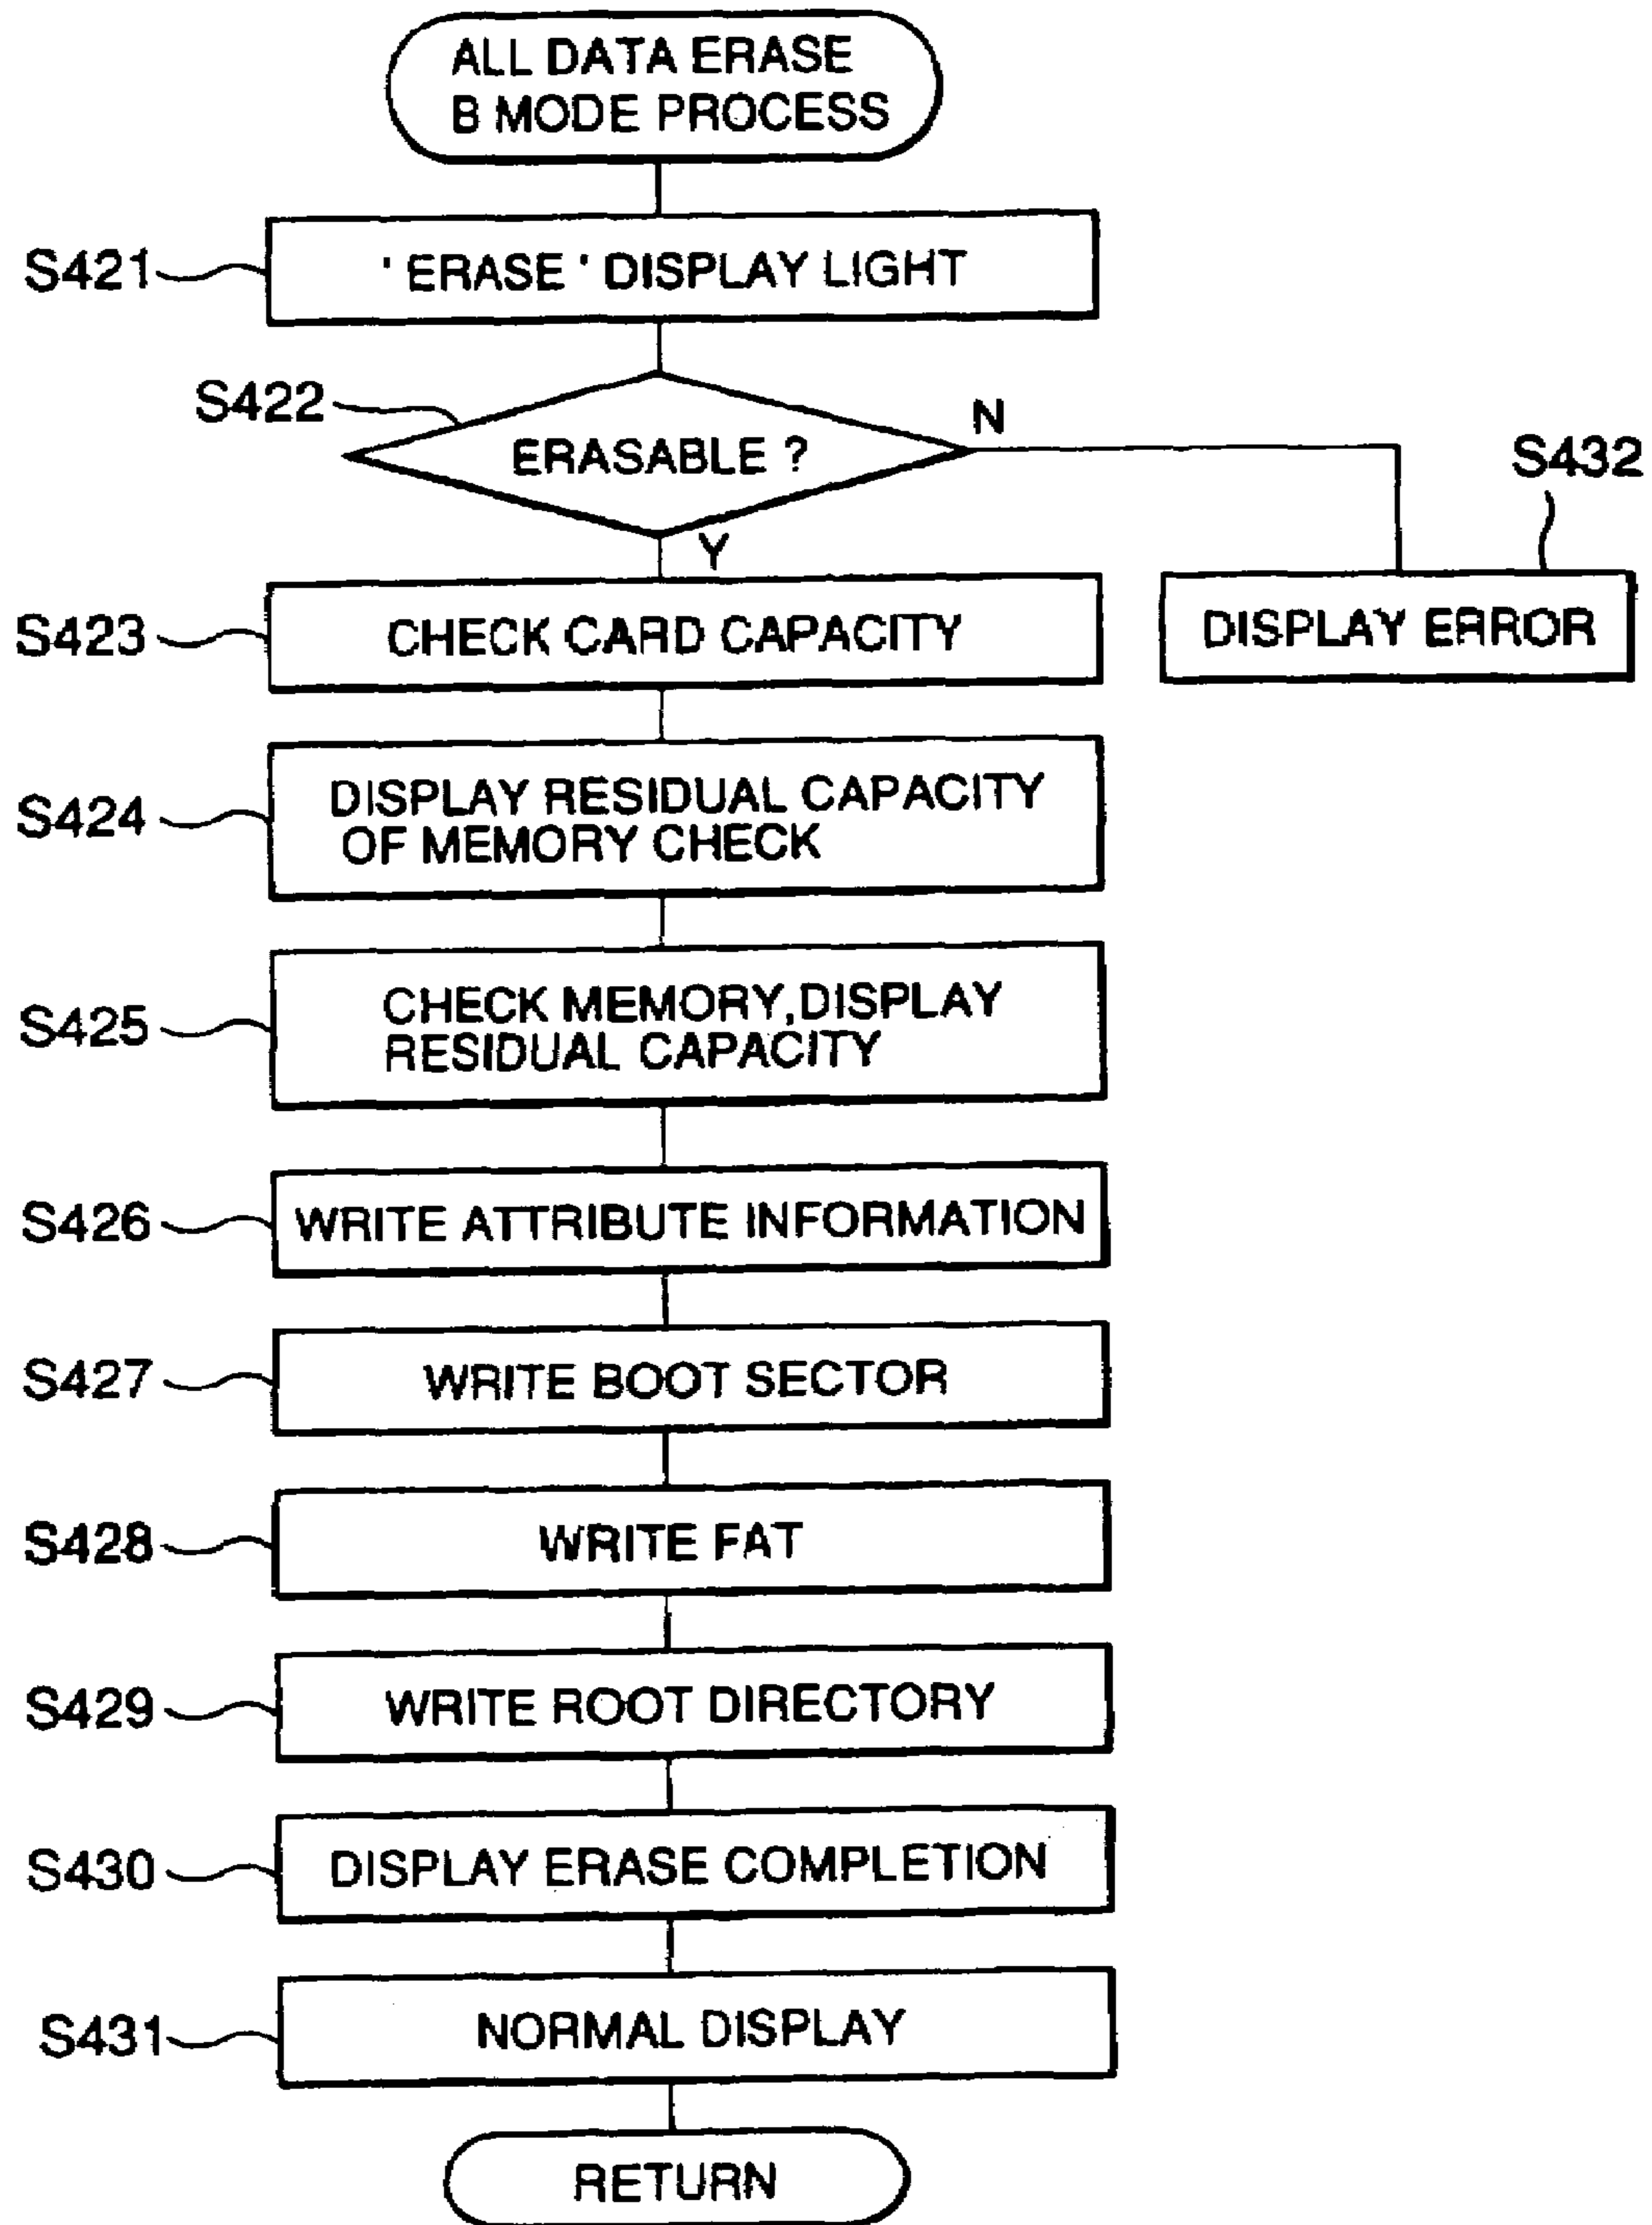 ALL DATA ERASE
B MODE PROCESS
S421
' ERASE ' DISPLAY LIGHT
S422
ERASABLE ?
N
Y
S432
DISPLAY ERROR
S423
CHECK CARD CAPACITY
S424
DISPLAY RESIDUAL CAPACITY
OF MEMORY CHECK
S425
CHECK MEMORY,DISPLAY
RESIDUAL CAPACITY
S426
WRITE ATTRIBUTE INFORMATION
S427
WRITE BOOT SECTOR
S428
WRITE FAT
S429
WRITE ROOT DIRECTORY
S430
DISPLAY ERASE COMPLETION
S431
NORMAL DISPLAY
RETURN